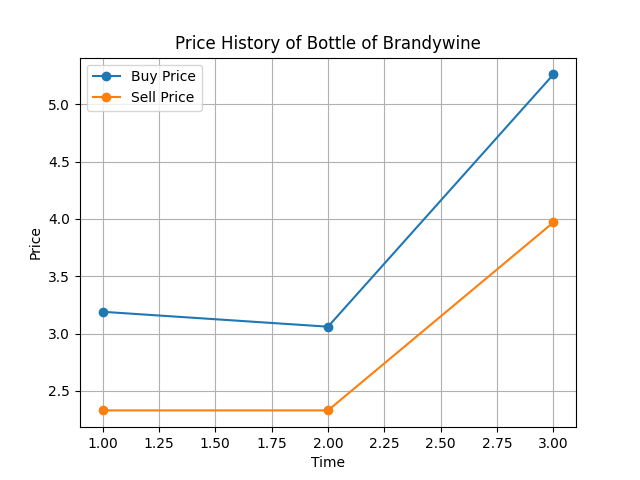 Price History of Bottle of Brandywine
Buy Price
Sell Price
Price
5.0
4.5
4.0
3.5
3.0
2.5
1.00 1.25 1.50 1.75 2.00 2.25 2.50 2.75 3.00
Time